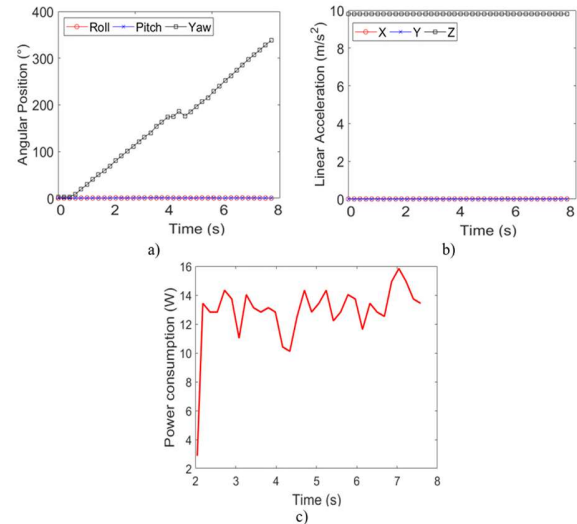 Roll Pitch Yaw
Angular Position (°)
400
300
200
100
0
0 2 4 6 8
Time (s)
a)
X Y Z
Linear Acceleration (m/s²)
10
8
6
4
2
0
0 2 4 6 8
Time (s)
b)
Power consumption (W)
16
14
12
10
8
6
4
2
2 3 4 5 6 7 8
Time (s)
c)